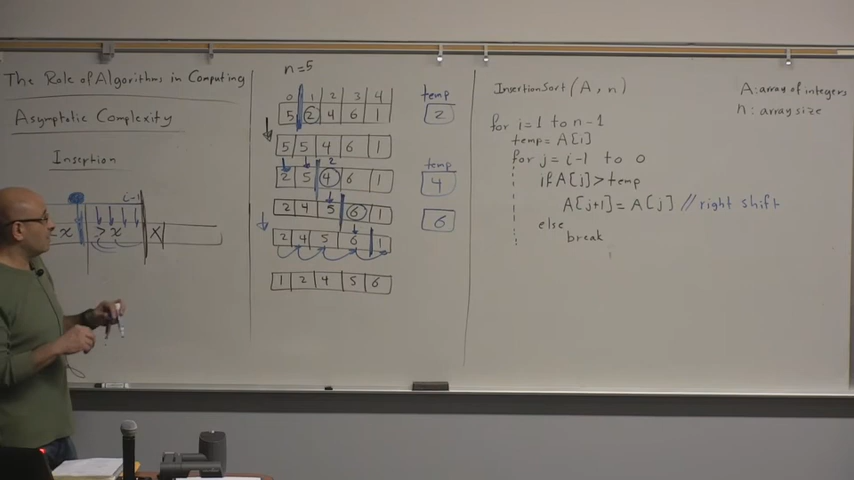 The Role of Algorithms in Computing
Asymptotic Complexity
Insertion
i-1
x
> x
X
n=5
0 1 2 3 4
5 2 4 6 1
5 5 4 6 1
2
2 5 4 6 1
2 4 5 6 1
2 4 5 6 1
1 2 4 5 6
temp
2
temp
4
6
InsertionSort (A, n)
for i=1 to n-1
temp= A[i]
for j= i-1 to 0
if A[j]>temp
A[j+1]= A[j] //right shift
else
break
A: array of integers
n: array size